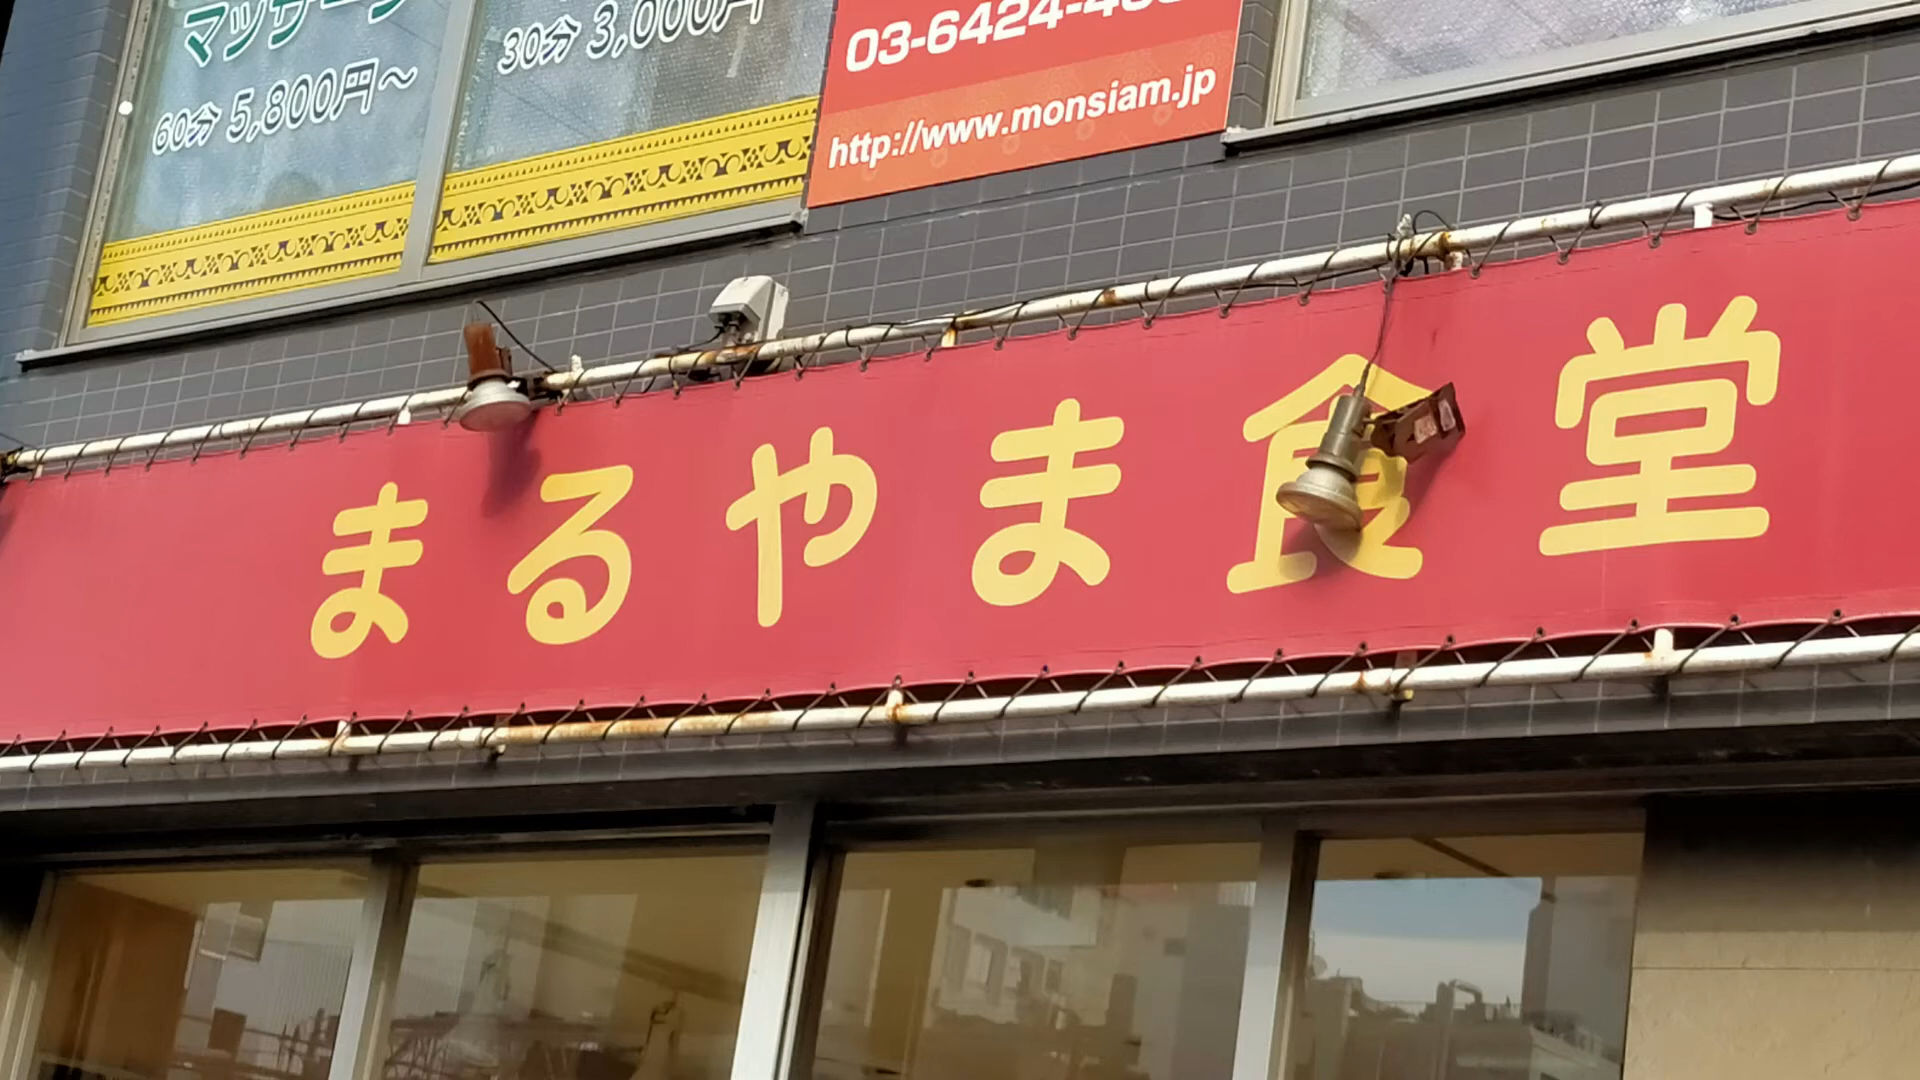 マッサージ
60分 5,800円～
30分 3,000円
03-6424-4
http://www.monsiam.jp
まるやま食堂